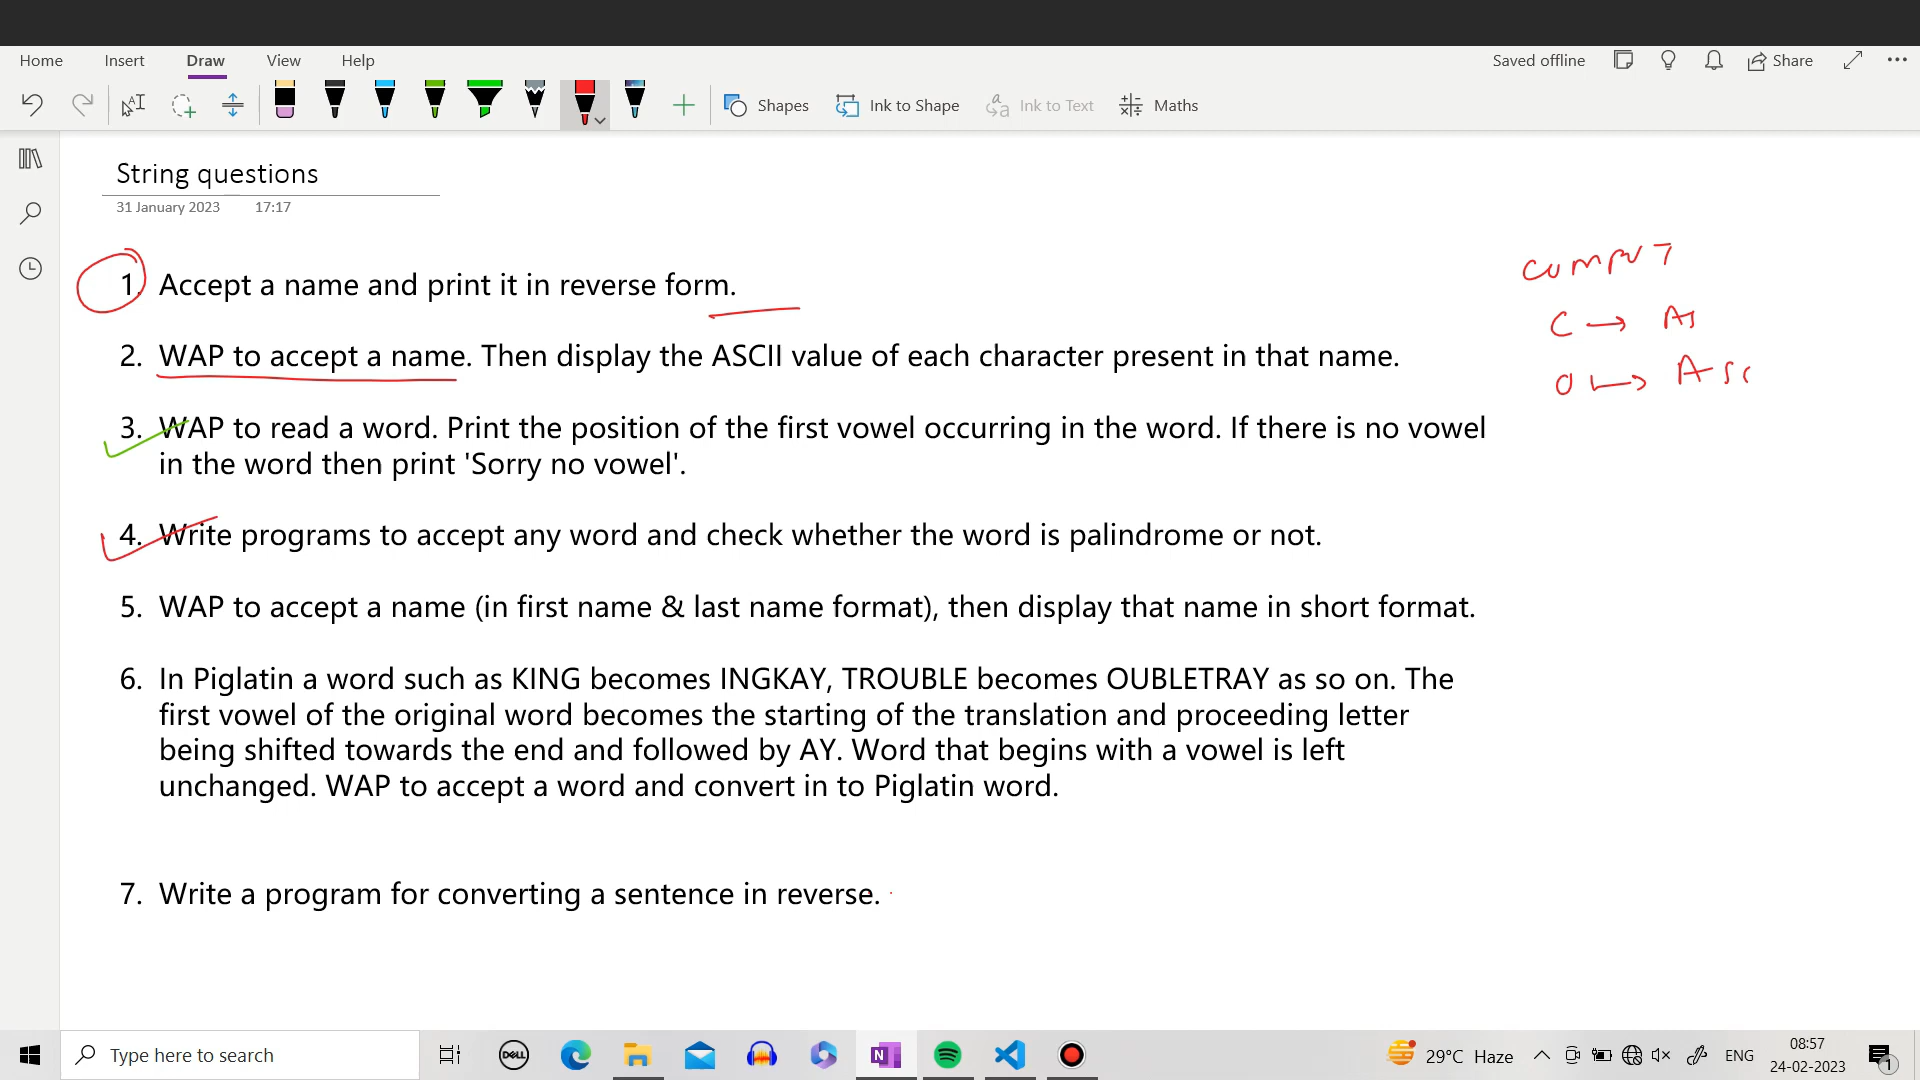 Home Insert Draw View Help Saved offline Share
Shapes Ink to Shape Ink to Text Maths
String questions
31 January 2023 17:17
1. Accept a name and print it in reverse form.
2. WAP to accept a name. Then display the ASCII value of each character present in that name.
3. WAP to read a word. Print the position of the first vowel occurring in the word. If there is no vowel
in the word then print 'Sorry no vowel'.
4. Write programs to accept any word and check whether the word is palindrome or not.
5. WAP to accept a name (in first name & last name format), then display that name in short format.
6. In Piglatin a word such as KING becomes INGKAY, TROUBLE becomes OUBLETRAY as so on. The
first vowel of the original word becomes the starting of the translation and proceeding letter
being shifted towards the end and followed by AY. Word that begins with a vowel is left
unchanged. WAP to accept a word and convert in to Piglatin word.
7. Write a program for converting a sentence in reverse.
C → As
O → Asc
Type here to search
DELL
N
29°C Haze
ENG
08:57
24-02-2023
1